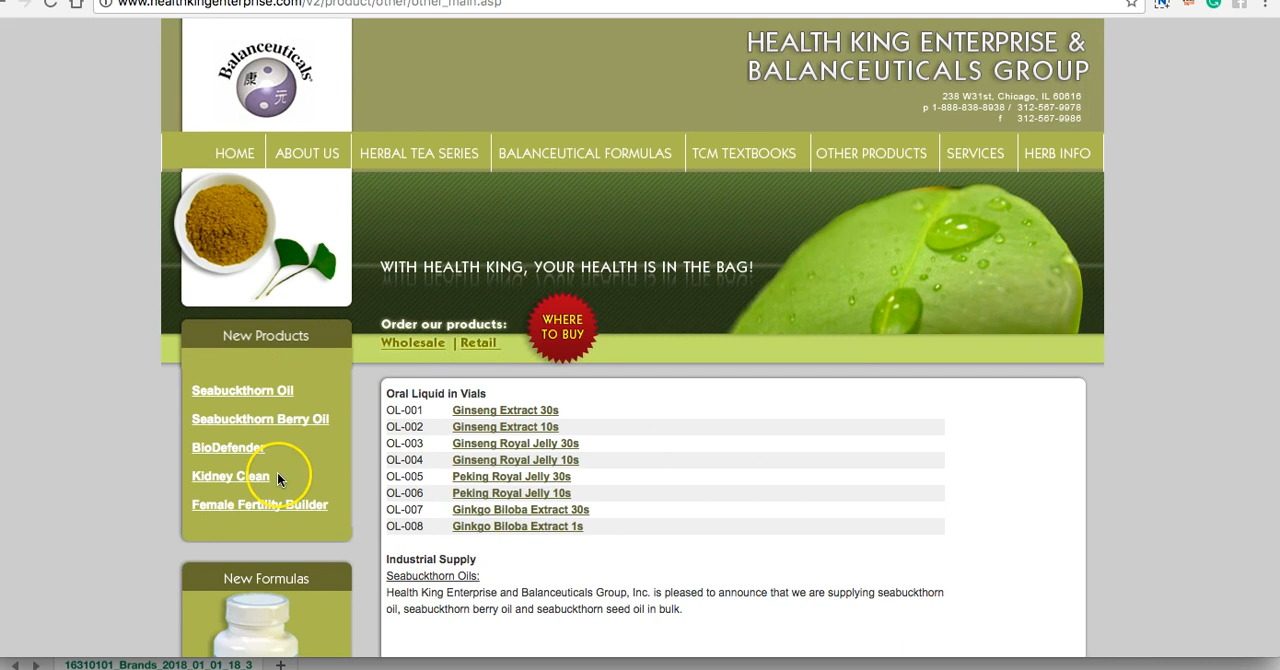 www.healthkingenterprise.com/v2/product/other/other_main.asp
Balanceuticals
康
元
HEALTH KING ENTERPRISE &
BALANCEUTICALS GROUP
238 W31st, Chicago, IL 60616
p 1-888-838-8938 / 312-567-9978
f 312-567-9986
HOME
ABOUT US
HERBAL TEA SERIES
BALANCEUTICAL FORMULAS
TCM TEXTBOOKS
OTHER PRODUCTS
SERVICES
HERB INFO
WITH HEALTH KING, YOUR HEALTH IS IN THE BAG!
Order our products:
Wholesale | Retail
WHERE
TO BUY
New Products
Seabuckthorn Oil
Seabuckthorn Berry Oil
BioDefender
Kidney Clean
Female Fertility Builder
New Formulas
Oral Liquid in Vials
OL-001 Ginseng Extract 30s
OL-002 Ginseng Extract 10s
OL-003 Ginseng Royal Jelly 30s
OL-004 Ginseng Royal Jelly 10s
OL-005 Peking Royal Jelly 30s
OL-006 Peking Royal Jelly 10s
OL-007 Ginkgo Biloba Extract 30s
OL-008 Ginkgo Biloba Extract 1s
Industrial Supply
Seabuckthorn Oils:
Health King Enterprise and Balanceuticals Group, Inc. is pleased to announce that we are supplying seabuckthorn
oil, seabuckthorn berry oil and seabuckthorn seed oil in bulk.
16310101_Brands_2018_01_01_18_3